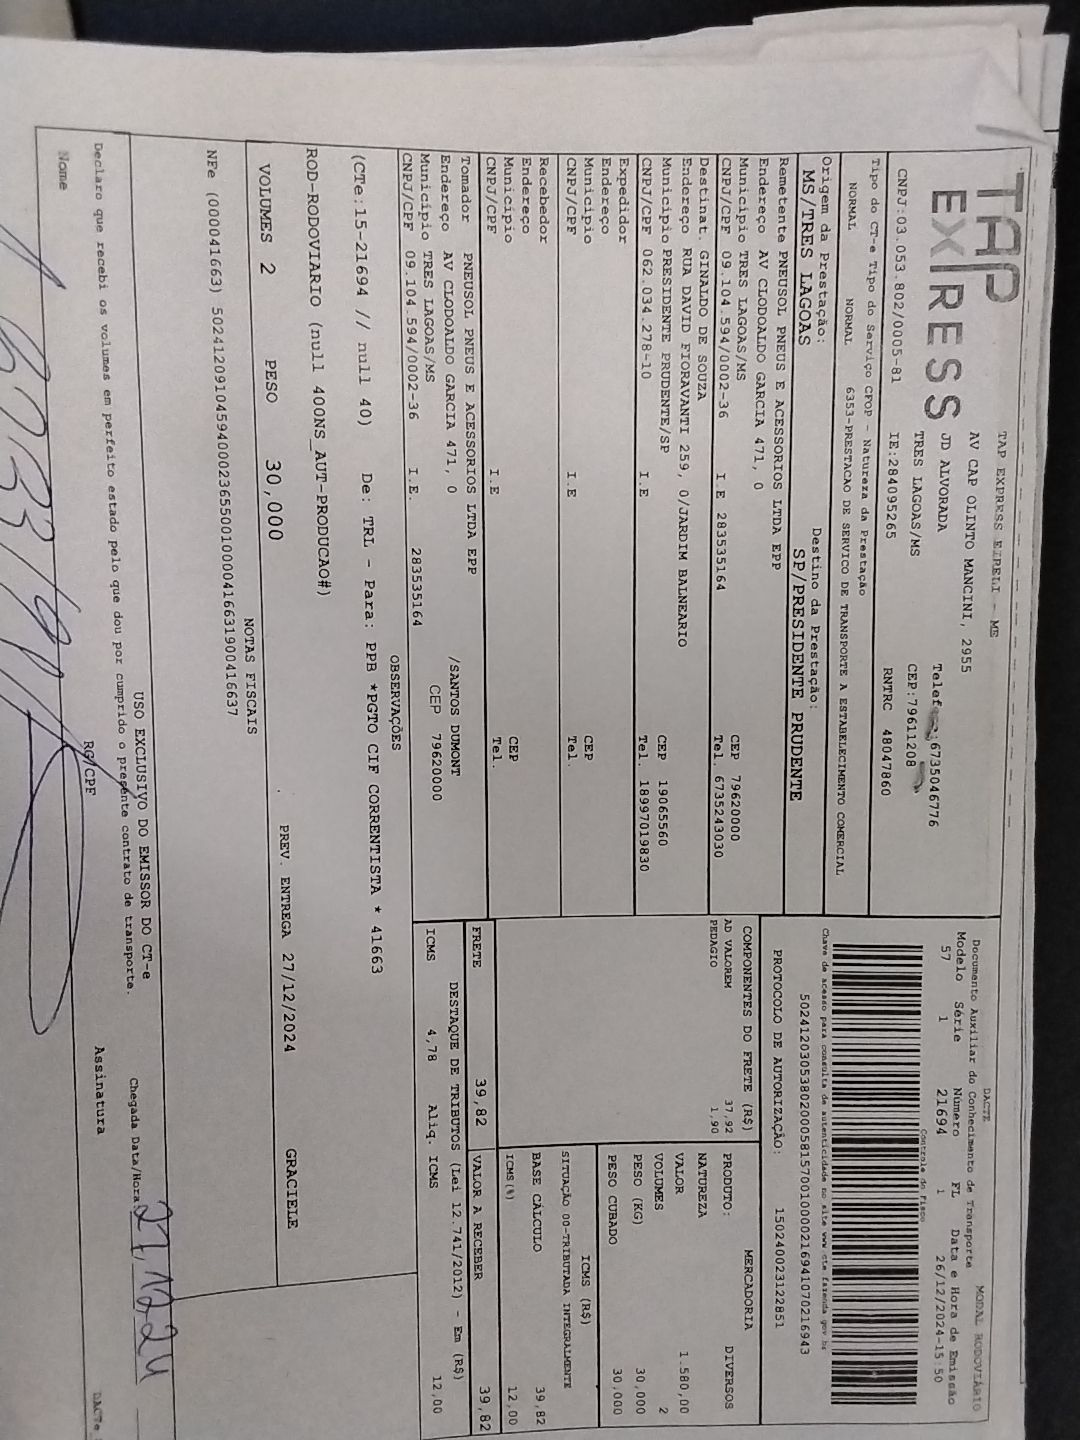 TAP
EXPRESS
TAP EXPRESS EIRELI - ME
AV CAP OLINTO MANCINI, 2955
JD ALVORADA
TRES LAGOAS/MS
CEP:79611208
CNPJ:03.053.802/0005-81
IE:284095265
RNTRC 48047860
Tipo do CT-e Tipo do Serviço CFOP - Natureza da Prestação
NORMAL NORMAL 6353-PRESTACAO DE SERVICO DE TRANSPORTE A ESTABELECIMENTO COMERCIAL
Origem da Prestação: Destino da Prestação:
MS/TRES LAGOAS SP/PRESIDENTE PRUDENTE
Remetente PNEUSOL PNEUS E ACESSORIOS LTDA EPP
Endereço AV CLODOALDO GARCIA 471, 0
Município TRES LAGOAS/MS CEP 79620000
CNPJ/CPF 09.104.594/0002-36 I.E 283535164 Tel. 6735243030
Destinat. GINALDO DE SOUZA
Endereço RUA DAVID FIORAVANTI 259, 0/JARDIM BALNEARIO
Município PRESIDENTE PRUDENTE/SP CEP 19065560
CNPJ/CPF 062.034.278-10 I.E Tel. 18997019830
Expedidor
Endereço
Município CEP
CNPJ/CPF I.E Tel.
Recebedor
Endereço
Município CEP
CNPJ/CPF I.E Tel.
Tomador PNEUSOL PNEUS E ACESSORIOS LTDA EPP
Endereço AV CLODOALDO GARCIA 471, 0 /SANTOS DUMONT
Município TRES LAGOAS/MS CEP 79620000
CNPJ/CPF 09.104.594/0002-36 I.E. 283535164
DACTE MODAL RODOVIÁRIO
Documento Auxiliar do Conhecimento de Transporte
Modelo Série Número FL Data e Hora de Emissão
57 1 21694 1 26/12/2024-15:50
Controle do Fisco
Chave de acesso para consulta de autenticidade no site www cte fazenda gov br
50241203053802000581570010000216941070216943
PROTOCOLO DE AUTORIZAÇÃO: 150240023122851
COMPONENTES DO FRETE (R$)
AD VALOREM 37,92
PEDAGIO 1,90
PRODUTO: MERCADORIA
NATUREZA DIVERSOS
VALOR 1.580,00
VOLUMES 2
PESO (KG) 30,000
PESO CUBADO 30,000
ICMS (R$)
SITUAÇÃO 00-TRIBUTADA INTEGRALMENTE
BASE CÁLCULO 39,82
ICMS(%) 12,00
FRETE 39,82 VALOR A RECEBER 39,82
DESTAQUE DE TRIBUTOS (Lei 12.741/2012) - Em (R$)
ICMS 4,78 Aliq. ICMS 12,00
OBSERVAÇÕES
(CTe:15-21694 // null 40) De: TRL - Para: PPB *PGTO CIF CORRENTISTA * 41663
ROD-RODOVIARIO (null 400NS_AUT-PRODUCAO#)
VOLUMES 2 PESO 30,000 PREV. ENTREGA 27/12/2024 GRACIELE
NOTAS FISCAIS
NFe (000041663) 50241209104594000236550010000416631900416637
USO EXCLUSIVO DO EMISSOR DO CT-e
Declaro que recebi os volumes em perfeito estado pelo que dou por cumprido o presente contrato de transporte. Chegada Data/Hora 27/12/24
Nome RG/CPF Assinatura